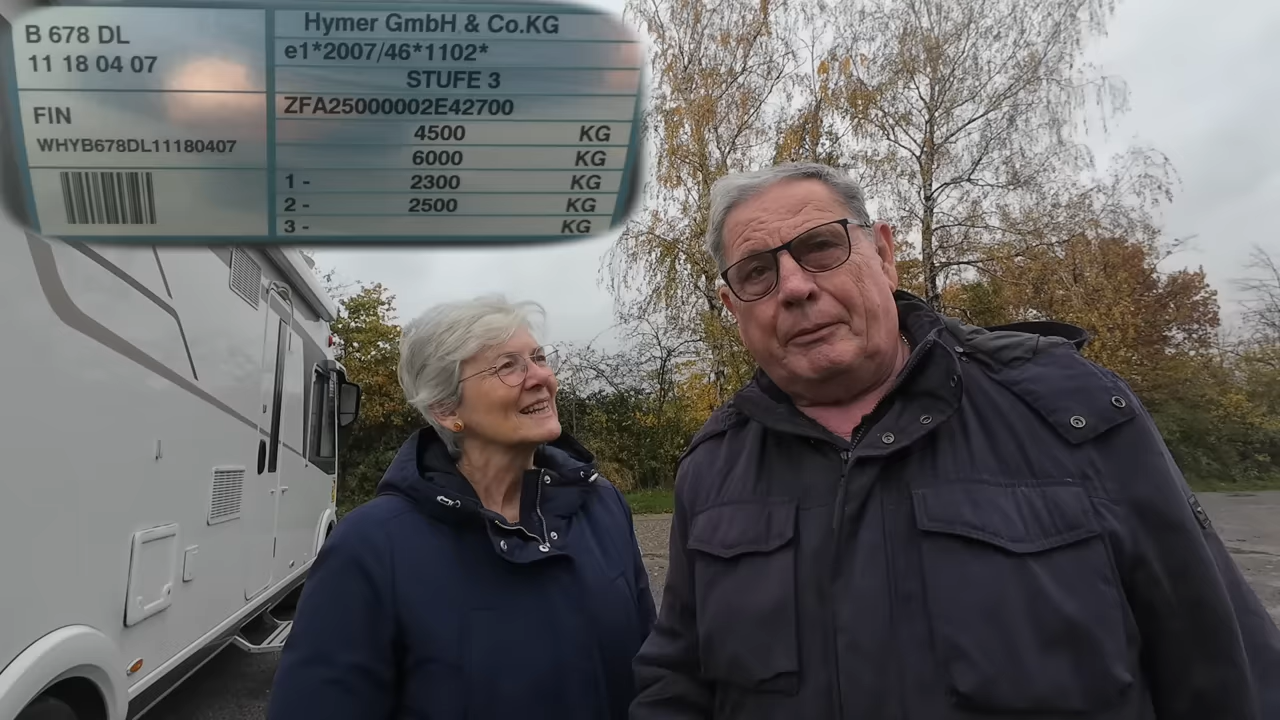 B 678 DL
11 18 04 07
FIN
WHYB678DL11180407
Hymer GmbH & Co.KG
e1*2007/46*1102*
STUFE 3
ZFA25000002E42700
4500 KG
6000 KG
1 - 2300 KG
2 - 2500 KG
3 - KG